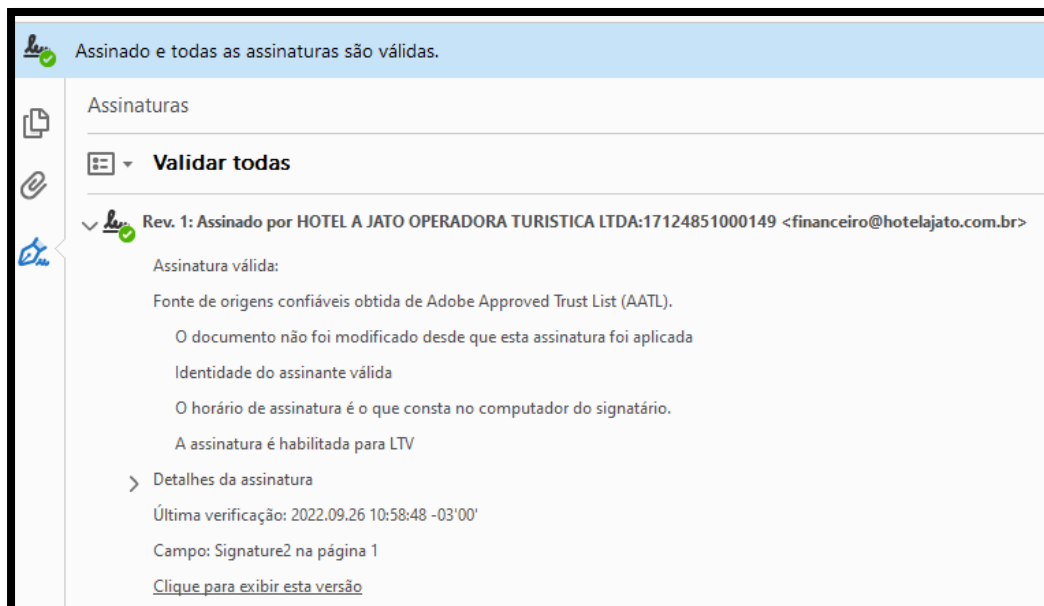 Assinado e todas as assinaturas são válidas.
Assinaturas
Validar todas
Rev. 1: Assinado por HOTEL A JATO OPERADORA TURISTICA LTDA:17124851000149 <financeiro@hotelajato.com.br>
Assinatura válida:
Fonte de origens confiáveis obtida de Adobe Approved Trust List (AATL).
O documento não foi modificado desde que esta assinatura foi aplicada
Identidade do assinante válida
O horário de assinatura é o que consta no computador do signatário.
A assinatura é habilitada para LTV
Detalhes da assinatura
Última verificação: 2022.09.26 10:58:48 -03'00'
Campo: Signature2 na página 1
Clique para exibir esta versão